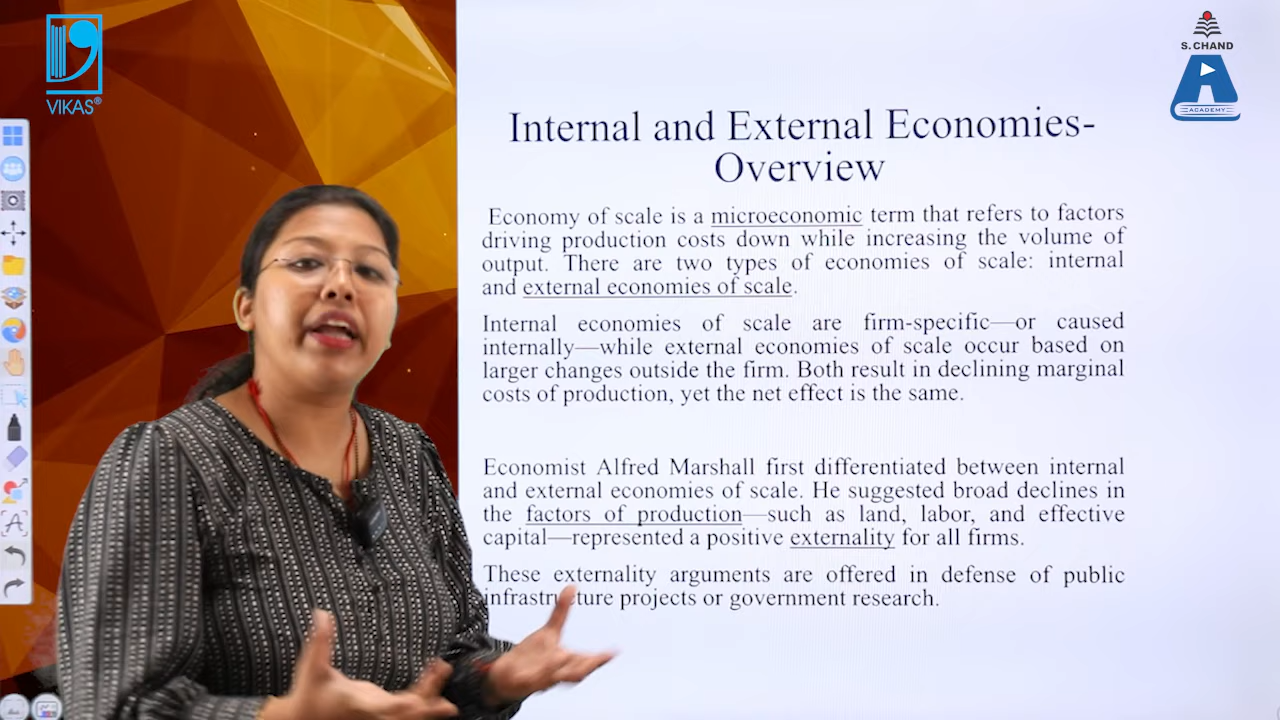 VIKAS®
S. CHAND
ACADEMY
Internal and External Economies-
Overview
Economy of scale is a microeconomic term that refers to factors
driving production costs down while increasing the volume of
output. There are two types of economies of scale: internal
and external economies of scale.
Internal economies of scale are firm-specific—or caused
internally—while external economies of scale occur based on
larger changes outside the firm. Both result in declining marginal
costs of production, yet the net effect is the same.
Economist Alfred Marshall first differentiated between internal
and external economies of scale. He suggested broad declines in
the factors of production—such as land, labor, and effective
capital—represented a positive externality for all firms.
These externality arguments are offered in defense of public
infrastructure projects or government research.